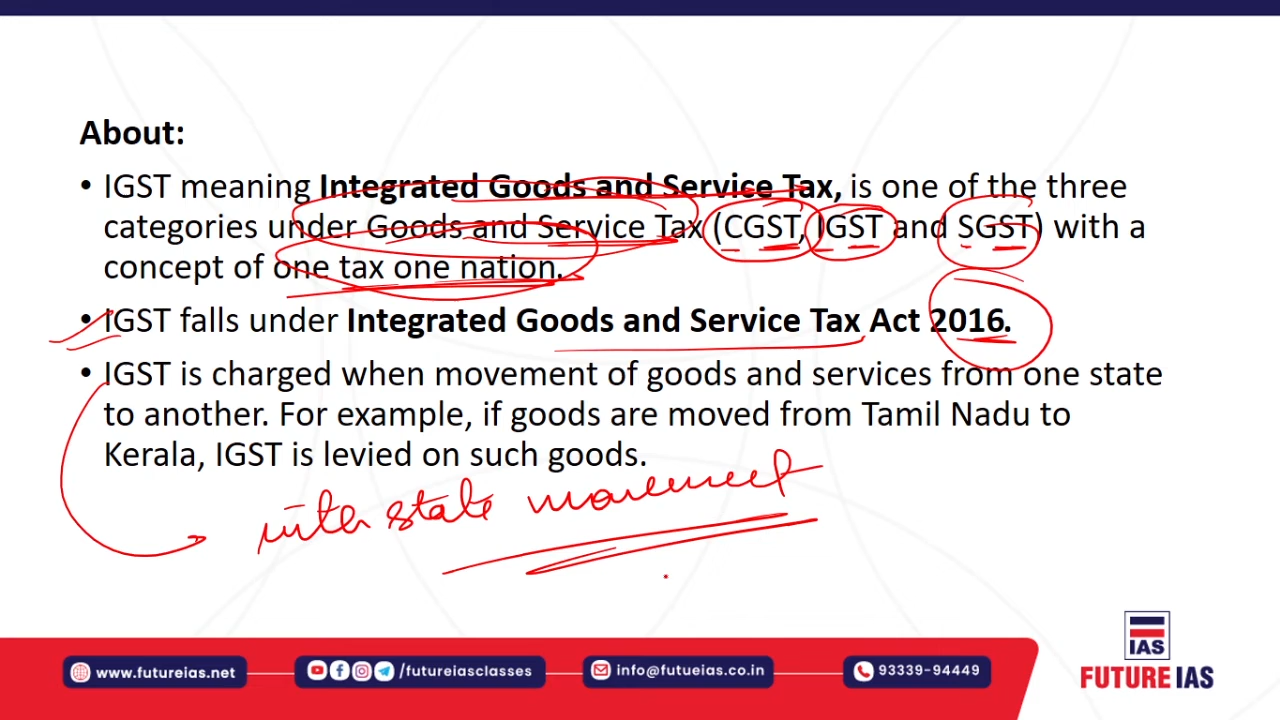 About:
• IGST meaning Integrated Goods and Service Tax, is one of the three
categories under Goods and Service Tax (CGST, IGST and SGST) with a
concept of one tax one nation.
• IGST falls under Integrated Goods and Service Tax Act 2016.
• IGST is charged when movement of goods and services from one state
to another. For example, if goods are moved from Tamil Nadu to
Kerala, IGST is levied on such goods.
inter state movement
IAS
www.futureias.net
/futureiasclasses
info@futueias.co.in
93339-94449
FUTURE IAS